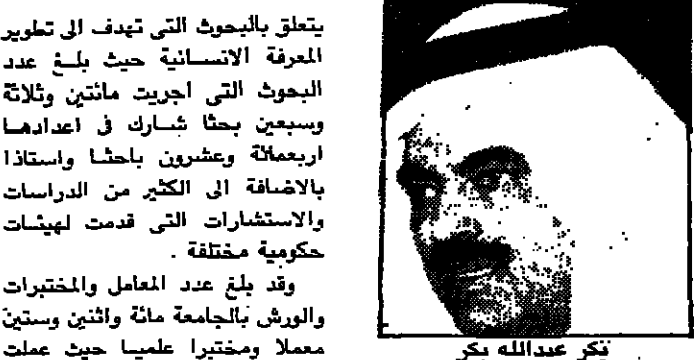 يتعلق بالبحوث التى تهدف الى تطوير
المعرفة الانسانية حيث بلغ عدد
البحوث التى اجريت مائتين وثلاثة
وسبعين بحثا شارك فى اعدادها
اربعمائة وعشرون باحثا واستاذا
بالاضافة الى الكثير من الدراسات
والاستشارات التى قدمت لهيئات
حكومية مختلفة .
وقد بلغ عدد المعامل والمختبرات
والورش بالجامعة مائة واثنين وستين
معملا ومختبرا علميا حيث عملت
بكر عبدالله بكر